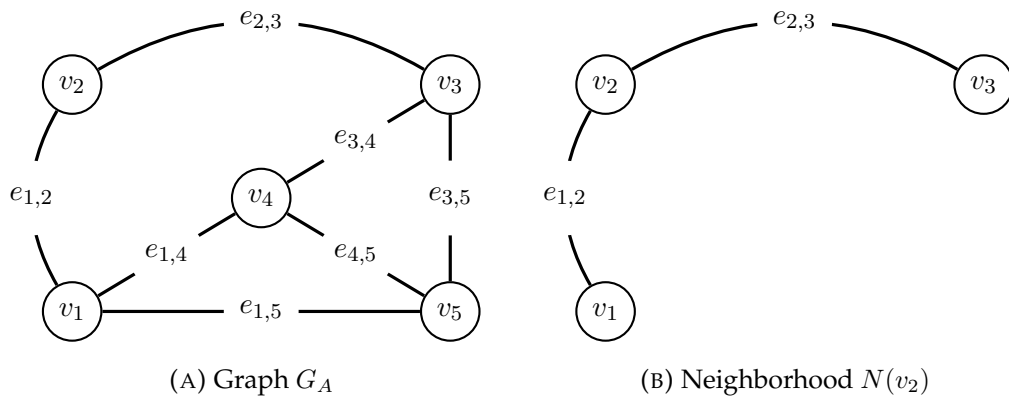 e2,3
v2
v3
e3,4
e1,2
v4
e3,5
e1,4
e4,5
v1
e1,5
v5
(A) Graph GA
e2,3
v2
v3
e1,2
v1
(B) Neighborhood N(v2)